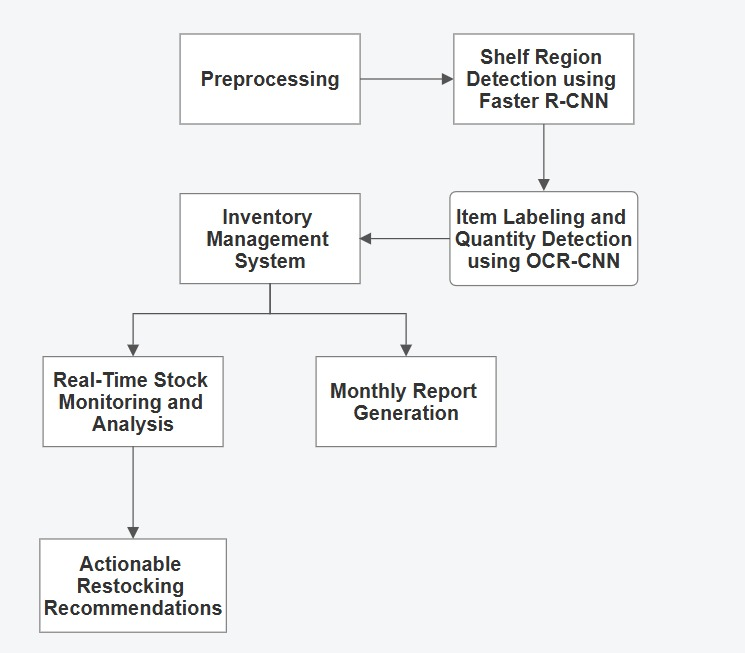 Preprocessing
Shelf Region
Detection using
Faster R-CNN
Inventory
Management
System
Item Labeling and
Quantity Detection
using OCR-CNN
Real-Time Stock
Monitoring and
Analysis
Monthly Report
Generation
Actionable
Restocking
Recommendations